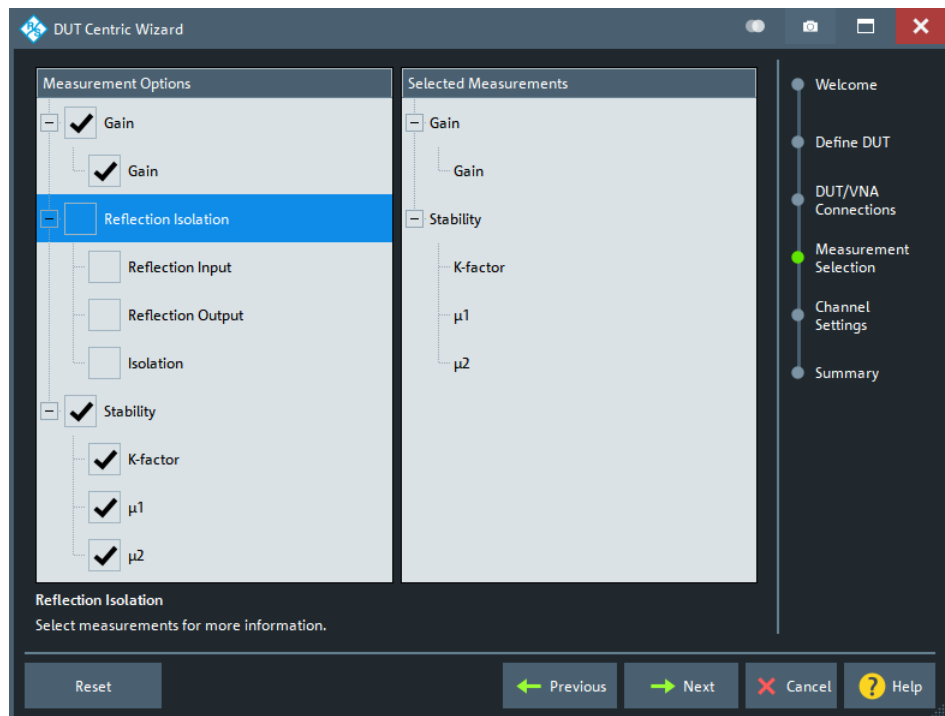 DUT Centric Wizard
Measurement Options
Gain
Gain
Reflection Isolation
Reflection Input
Reflection Output
Isolation
Stability
K-factor
μ1
μ2
Selected Measurements
Gain
Gain
Stability
K-factor
μ1
μ2
Welcome
Define DUT
DUT/VNA
Connections
Measurement
Selection
Channel
Settings
Summary
Reflection Isolation
Select measurements for more information.
Reset
Previous
Next
Cancel
? Help